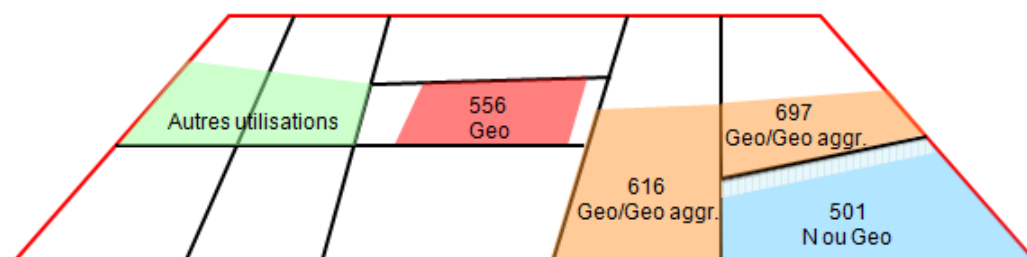 Autres utilisations
556
Geo
697
Geo/Geo aggr.
616
Geo/Geo aggr.
501
N ou Geo